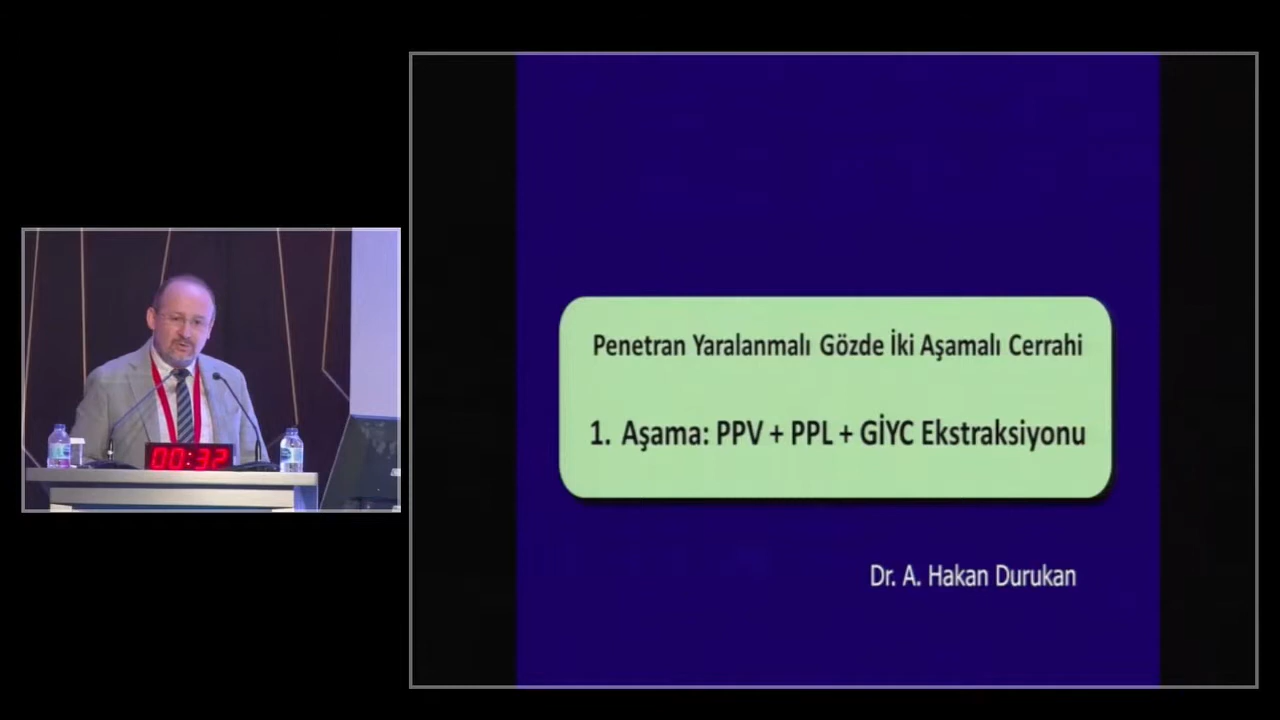 Penetran Yaralanmalı Gözde İki Aşamalı Cerrahi
1. Aşama: PPV + PPL + GİYC Ekstraksiyonu
Dr. A. Hakan Durukan
00:32